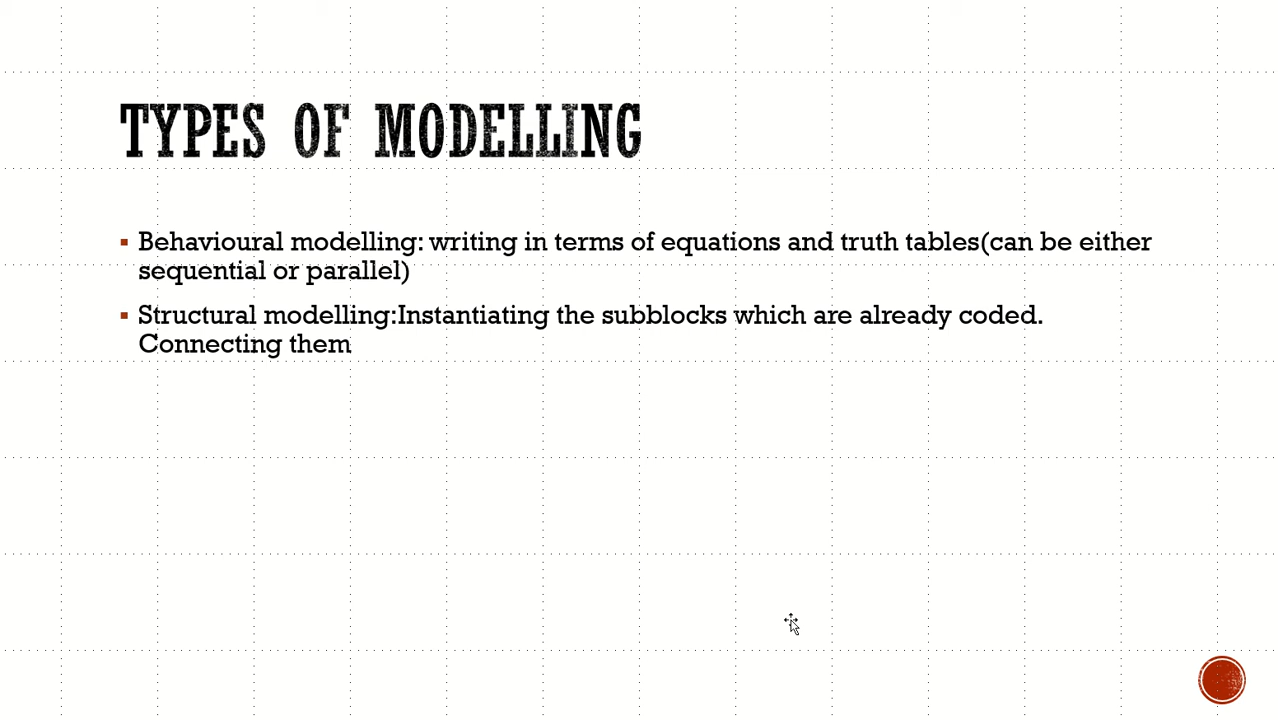 TYPES OF MODELLING
▪ Behavioural modelling: writing in terms of equations and truth tables(can be either
sequential or parallel)
▪ Structural modelling:Instantiating the subblocks which are already coded.
Connecting them